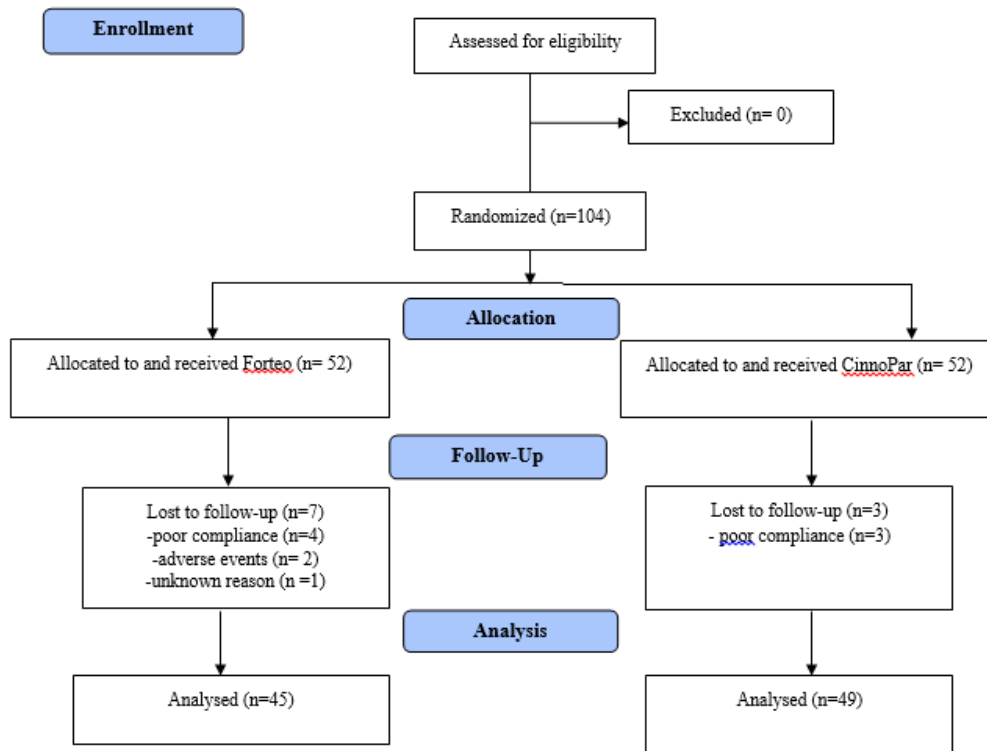 Enrollment
Assessed for eligibility
Excluded (n= 0)
Randomized (n=104)
Allocation
Allocated to and received Forteo (n= 52)
Allocated to and received CinnoPar (n= 52)
Follow-Up
Lost to follow-up (n=7)
-poor compliance (n=4)
-adverse events (n= 2)
-unknown reason (n =1)
Lost to follow-up (n=3)
- poor compliance (n=3)
Analysis
Analysed (n=45)
Analysed (n=49)